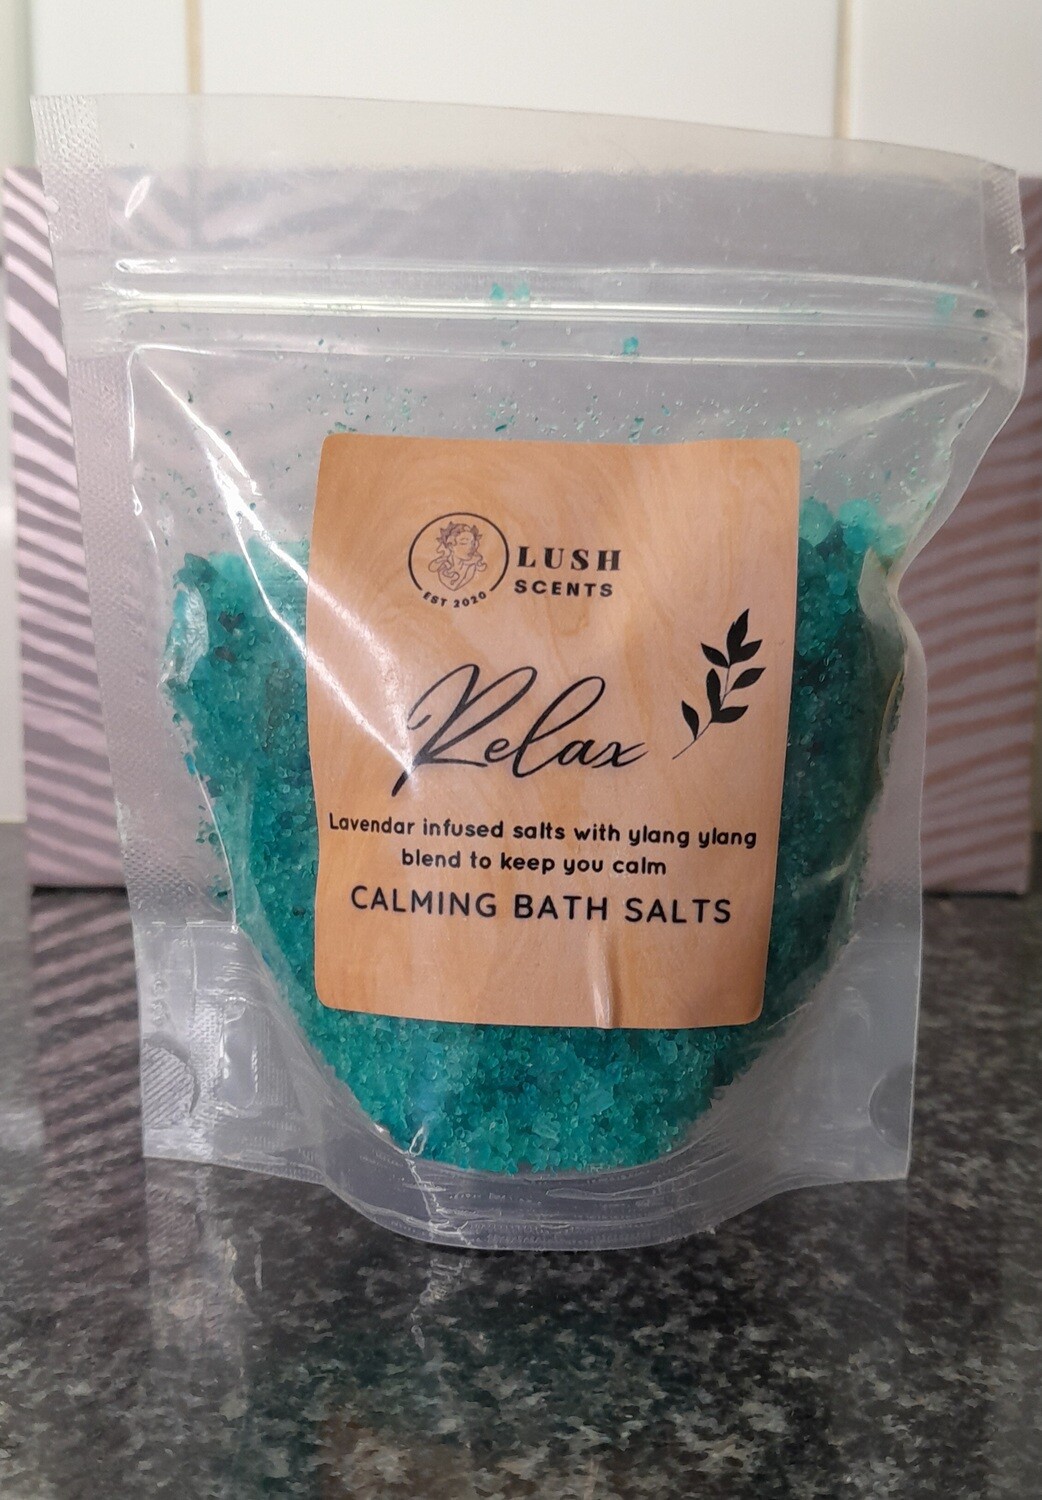 LUSH
SCENTS
EST 2020
Relax
Lavendar infused salts with ylang ylang
blend to keep you calm
CALMING BATH SALTS